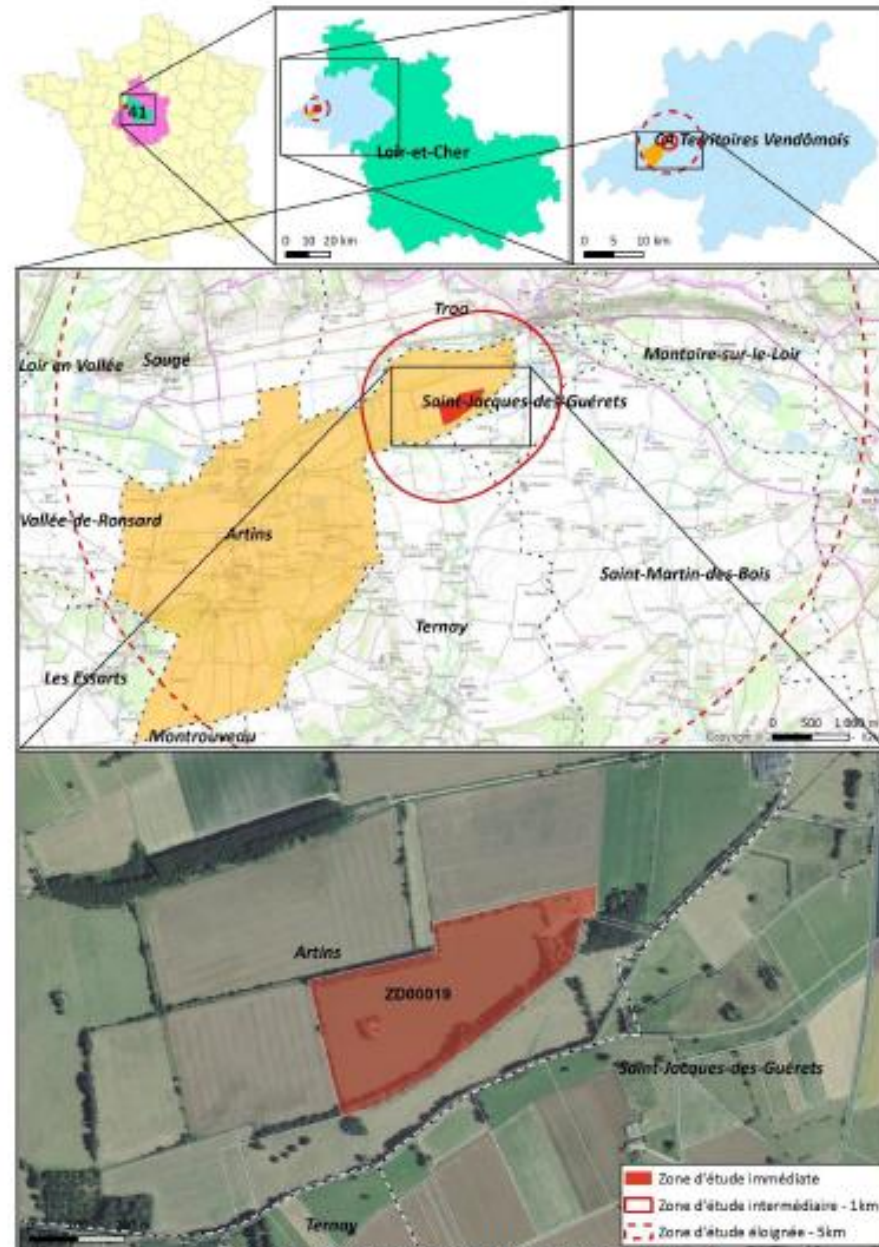 41
Loir-et-Cher
0 10 20 km
CA Territoires Vendômois
0 5 10 km
Troo
Loir en Vallée
Sougé
Montoire-sur-le-Loir
Saint-Jacques-des-Guérets
Vallée-de-Ronsard
Artins
Saint-Martin-des-Bois
Ternay
Les Essarts
Montrouveau
0 500 1 000 m
Copyright
Artins
ZD00019
Saint-Jacques-des-Guérets
Ternay
Zone d'étude immédiate
Zone d'étude intermédiaire - 1km
Zone d'étude éloignée - 5km